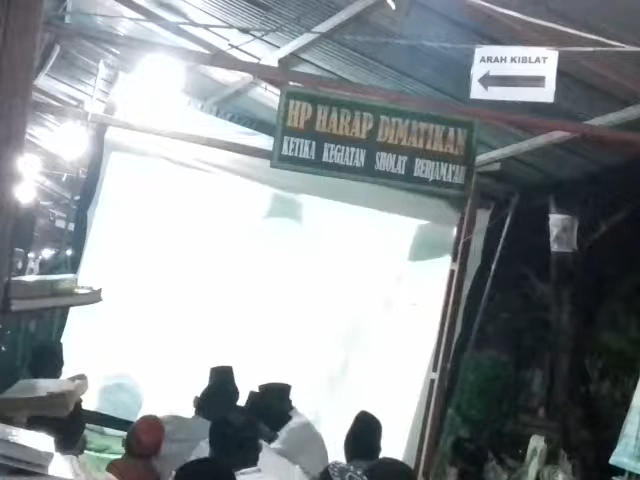 ARAH KIBLAT
HP HARAP DIMATIKAN
KETIKA KEGIATAN SHOLAT BERJAMA'AH